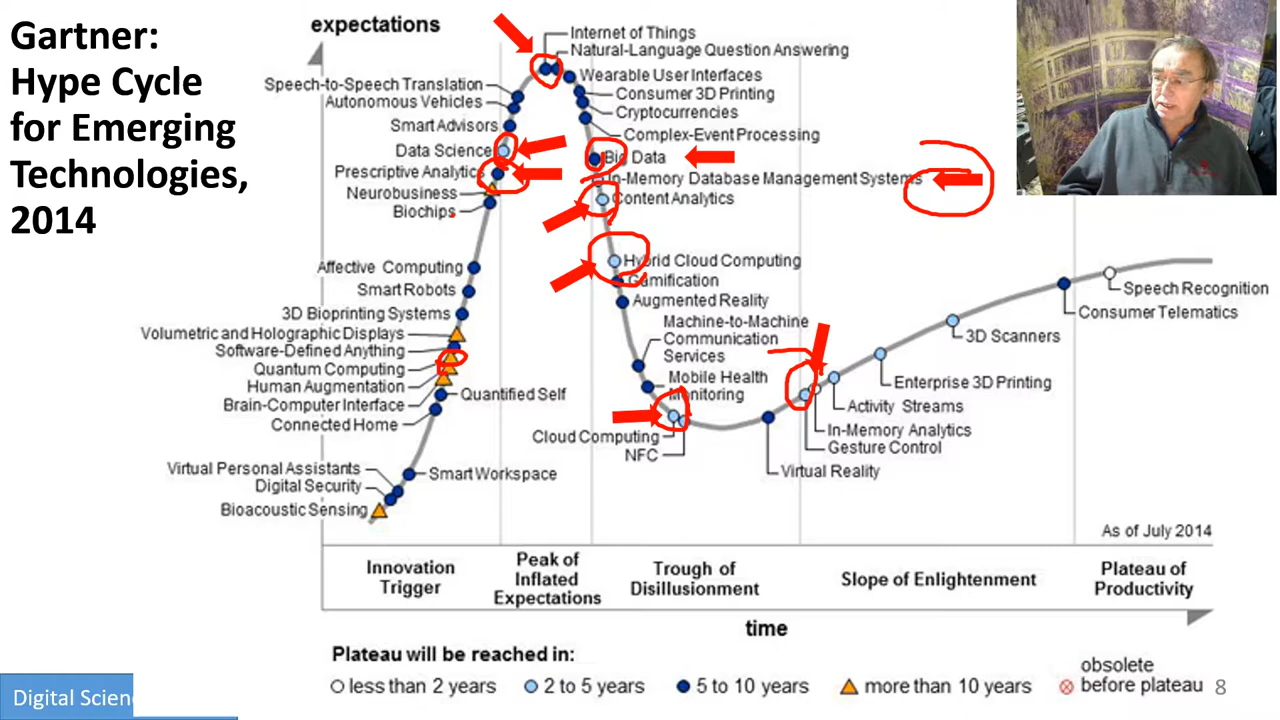 Gartner:
Hype Cycle
for Emerging
Technologies,
2014
expectations
Internet of Things
Natural-Language Question Answering
Wearable User Interfaces
Consumer 3D Printing
Cryptocurrencies
Complex-Event Processing
Big Data
In-Memory Database Management Systems
Content Analytics
Hybrid Cloud Computing
Gamification
Augmented Reality
Machine-to-Machine
Communication
Services
Mobile Health
Monitoring
Cloud Computing
NFC
Speech-to-Speech Translation
Autonomous Vehicles
Smart Advisors
Data Science
Prescriptive Analytics
Neurobusiness
Biochips
Affective Computing
Smart Robots
3D Bioprinting Systems
Volumetric and Holographic Displays
Software-Defined Anything
Quantum Computing
Human Augmentation
Brain-Computer Interface
Connected Home
Quantified Self
Virtual Personal Assistants
Smart Workspace
Digital Security
Bioacoustic Sensing
Speech Recognition
Consumer Telematics
3D Scanners
Enterprise 3D Printing
Activity Streams
In-Memory Analytics
Gesture Control
Virtual Reality
As of July 2014
Innovation
Trigger
Peak of
Inflated
Expectations
Trough of
Disillusionment
Slope of Enlightenment
Plateau of
Productivity
time
Plateau will be reached in:
less than 2 years
2 to 5 years
5 to 10 years
more than 10 years
obsolete
before plateau
8
Digital Scien